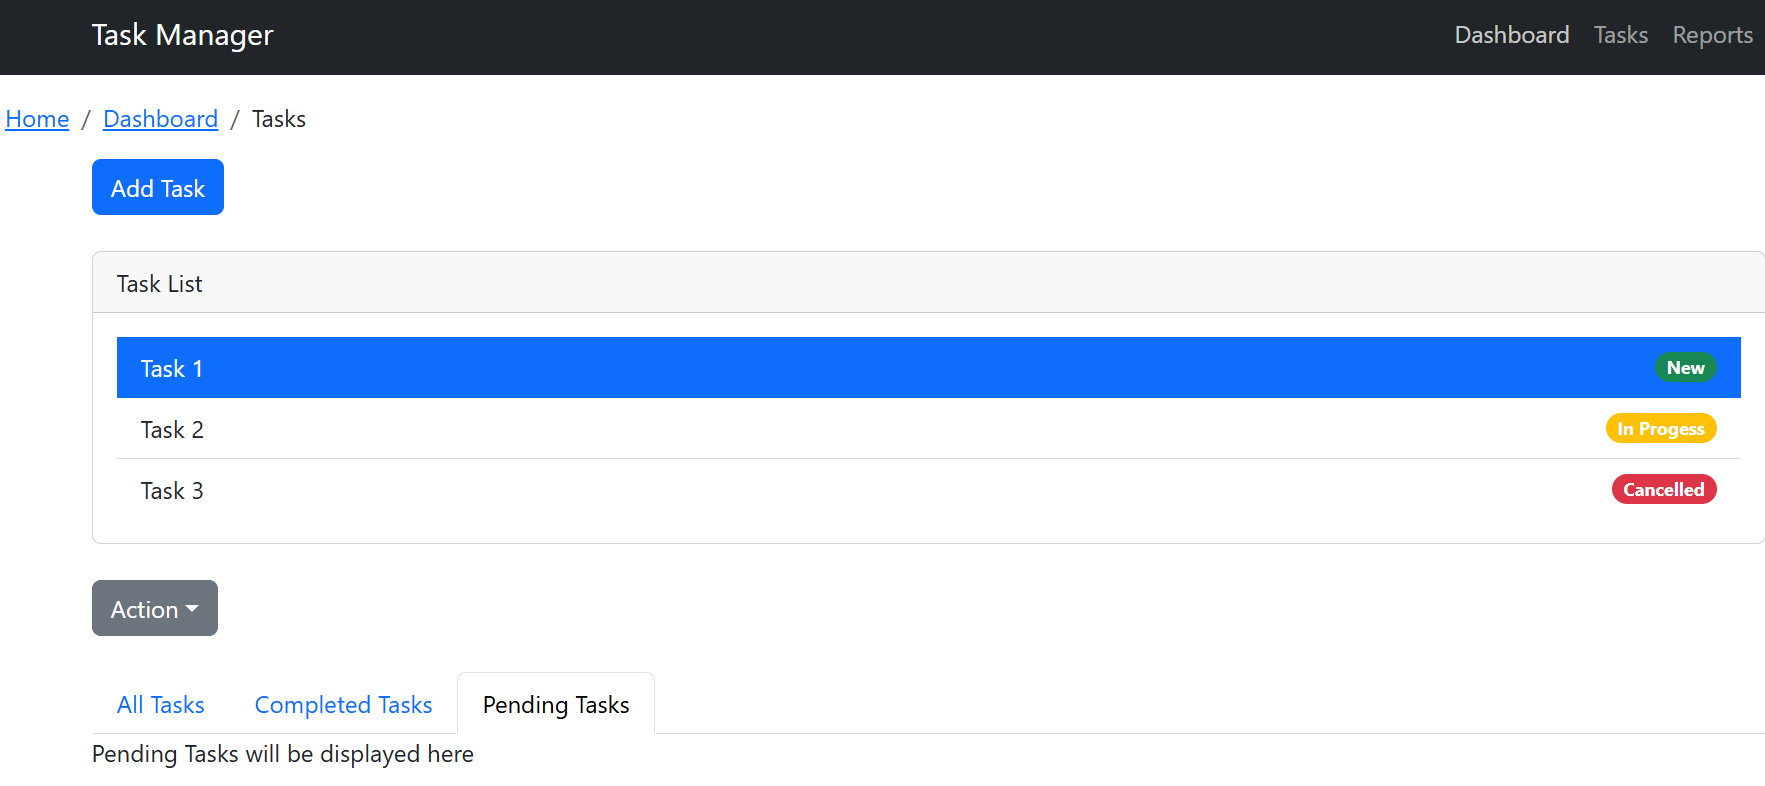 Task Manager Dashboard Tasks Reports
Home / Dashboard / Tasks
Add Task
Task List
Task 1 New
Task 2 In Progess
Task 3 Cancelled
Action
All Tasks Completed Tasks Pending Tasks
Pending Tasks will be displayed here